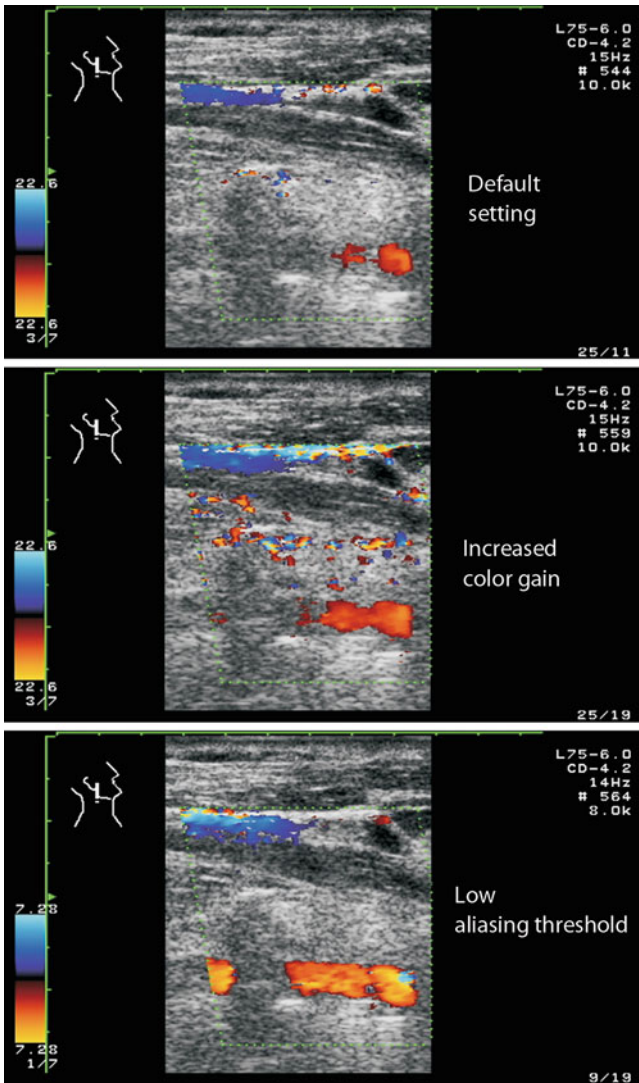 L75-6.0
CD-4.2
15Hz
# 544
10.0k
22.6
Default
setting
22.6
3/7
25/11
L75-6.0
CD-4.2
15Hz
# 559
10.0k
22.6
Increased
color gain
22.6
3/7
25/19
L75-6.0
CD-4.2
14Hz
# 564
8.0k
7.28
Low
aliasing threshold
7.28
1/7
9/19